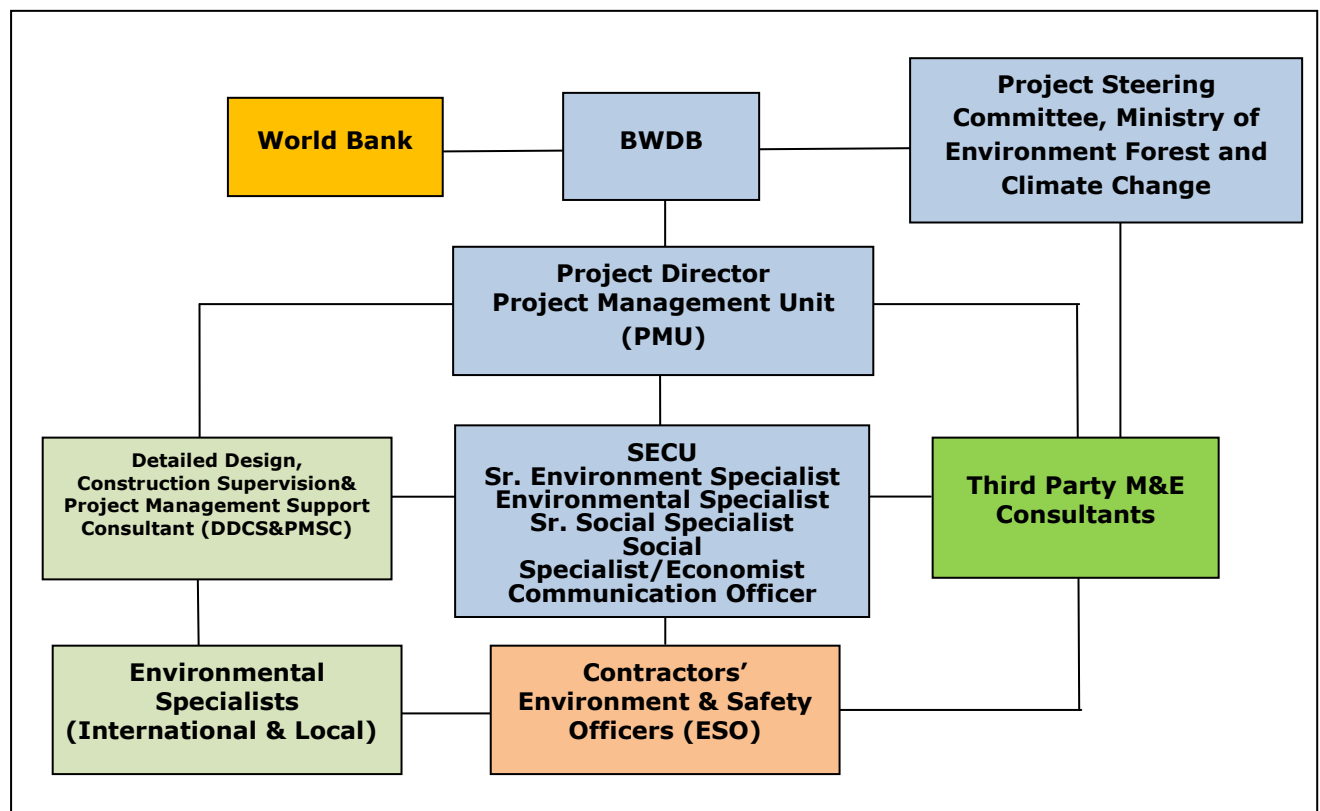 World Bank
BWDB
Project Steering
Committee, Ministry of
Environment Forest and
Climate Change
Project Director
Project Management Unit
(PMU)
Detailed Design,
Construction Supervision&
Project Management Support
Consultant (DDCS&PMSC)
SECU
Sr. Environment Specialist
Environmental Specialist
Sr. Social Specialist
Social
Specialist/Economist
Communication Officer
Third Party M&E
Consultants
Environmental
Specialists
(International & Local)
Contractors’
Environment & Safety
Officers (ESO)